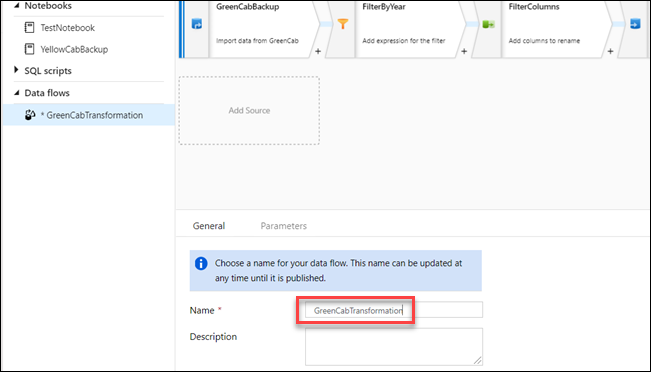 Notebooks
TestNotebook
YellowCabBackup
SQL scripts
Data flows
* GreenCabTransformation
GreenCabBackup
Import data from GreenCab
+
FilterByYear
Add expression for the filter
+
FilterColumns
Add columns to rename
+
Add Source
General
Parameters
Choose a name for your data flow. This name can be updated at
any time until it is published.
Name *
GreenCabTransformation
Description